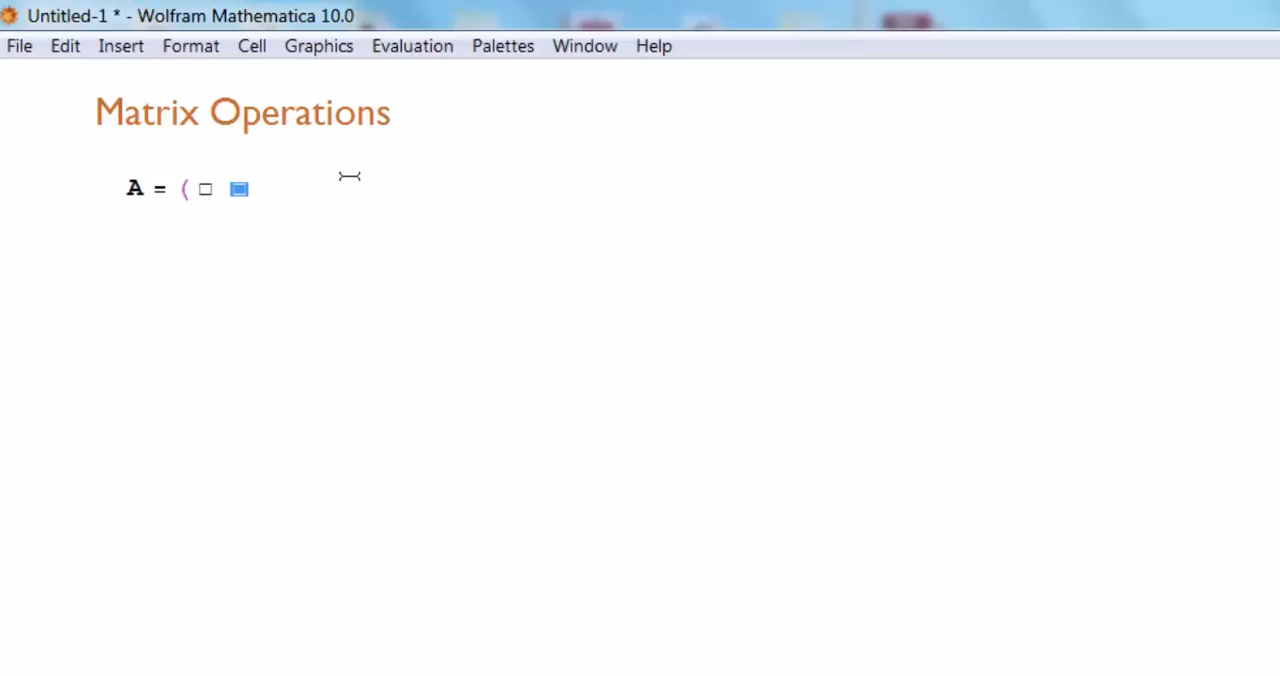 Untitled-1 * - Wolfram Mathematica 10.0
File Edit Insert Format Cell Graphics Evaluation Palettes Window Help
Matrix Operations
A = ( □ □